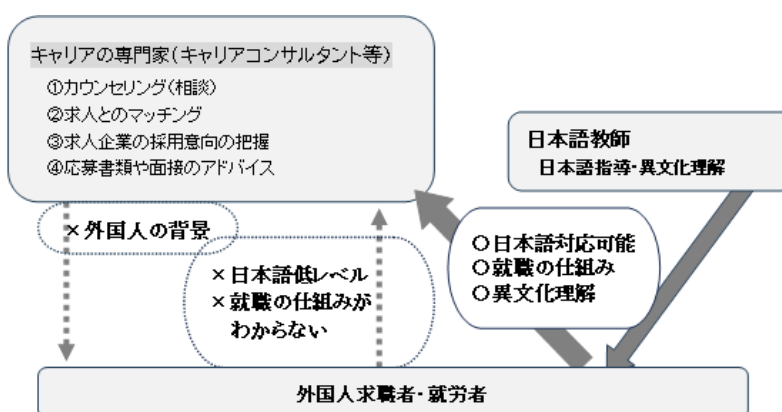 キャリアの専門家(キャリアコンサルタント等)
①カウンセリング(相談)
②求人とのマッチング
③求人企業の採用意向の把握
④応募書類や面接のアドバイス
日本語教師
日本語指導・異文化理解
×外国人の背景
×日本語低レベル
×就職の仕組みが
わからない
〇日本語対応可能
〇就職の仕組み
〇異文化理解
外国人求職者・就労者